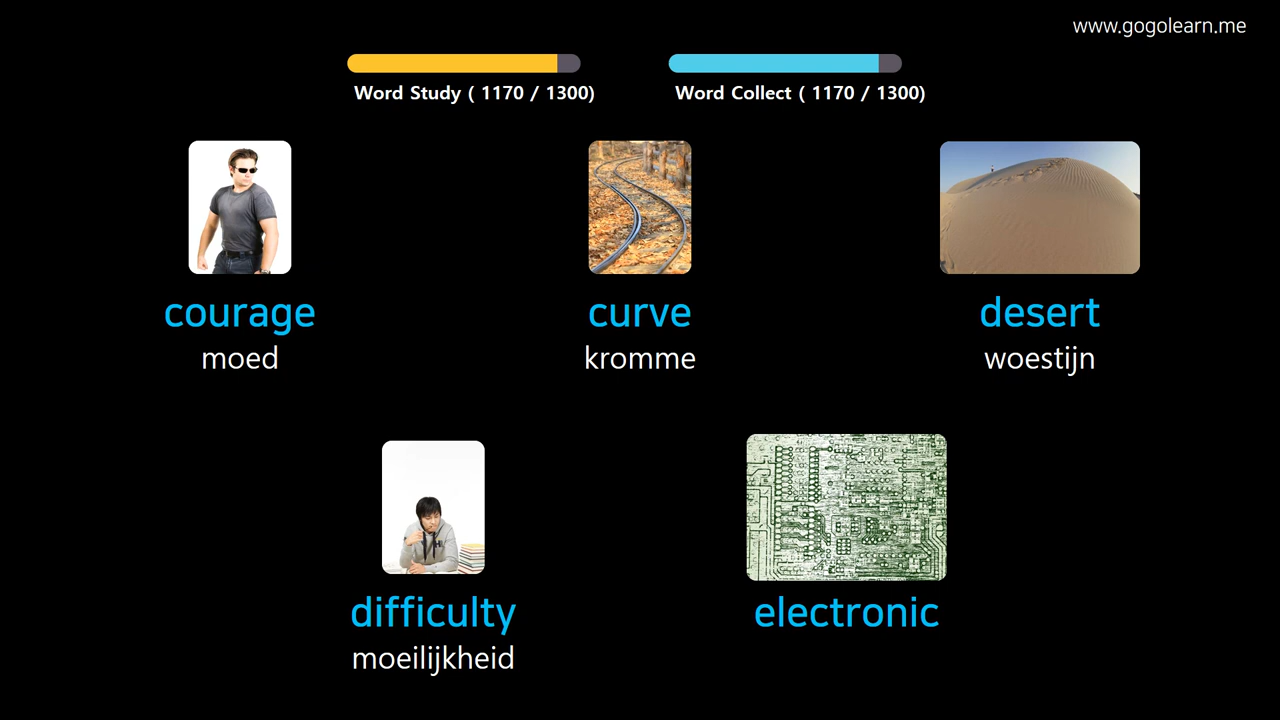 www.gogolearn.me
Word Study ( 1170 / 1300)
Word Collect ( 1170 / 1300)
courage
moed
curve
kromme
desert
woestijn
difficulty
moeilijkheid
electronic